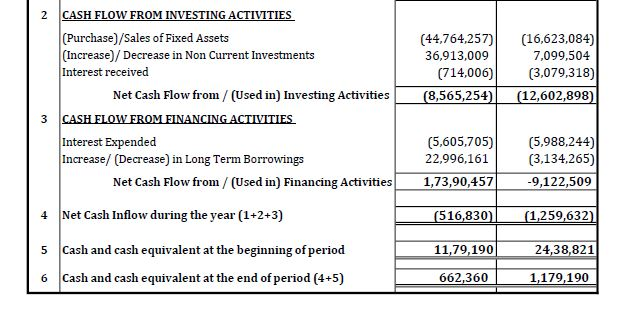 2 CASH FLOW FROM INVESTING ACTIVITIES
(Purchase)/Sales of Fixed Assets (44,764,257) (16,623,084)
(Increase)/ Decrease in Non Current Investments 36,913,009 7,099,504
Interest received (714,006) (3,079,318)
Net Cash Flow from / (Used in) Investing Activities (8,565,254) (12,602,898)
3 CASH FLOW FROM FINANCING ACTIVITIES
Interest Expended (5,605,705) (5,988,244)
Increase/ (Decrease) in Long Term Borrowings 22,996,161 (3,134,265)
Net Cash Flow from / (Used in) Financing Activities 1,73,90,457 -9,122,509
4 Net Cash Inflow during the year (1+2+3) (516,830) (1,259,632)
5 Cash and cash equivalent at the beginning of period 11,79,190 24,38,821
6 Cash and cash equivalent at the end of period (4+5) 662,360 1,179,190